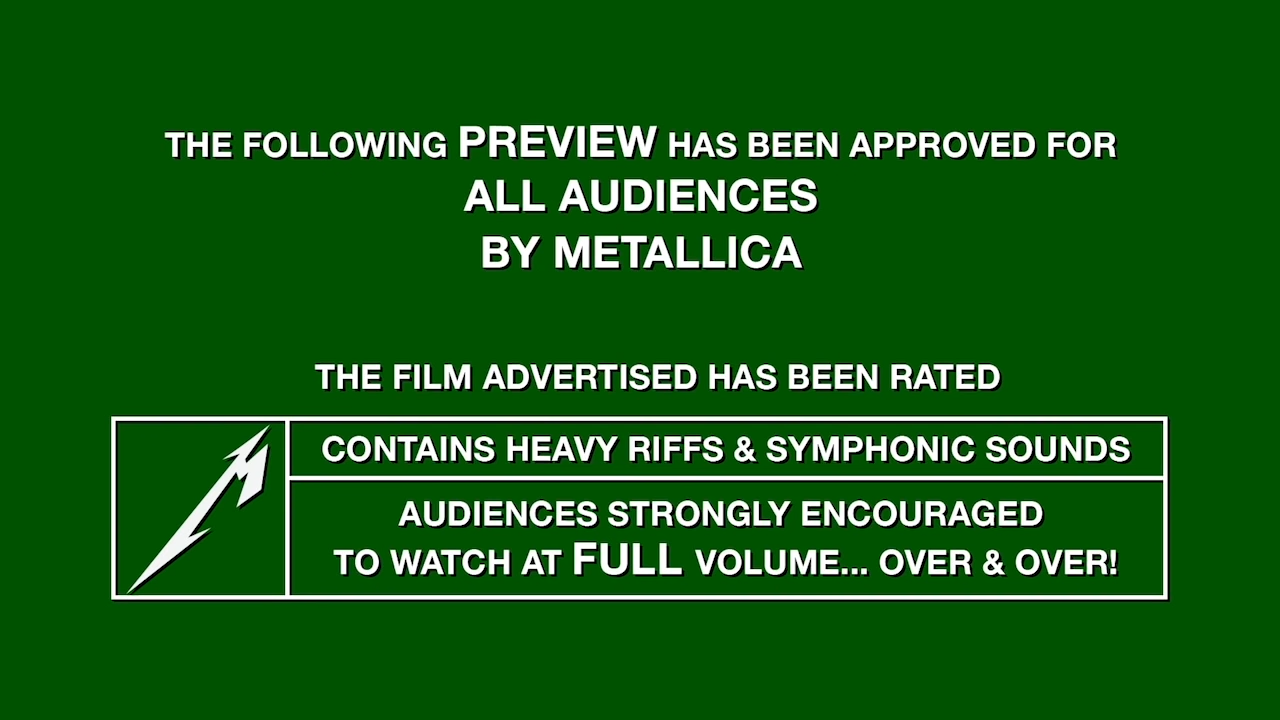 THE FOLLOWING PREVIEW HAS BEEN APPROVED FOR
ALL AUDIENCES
BY METALLICA
THE FILM ADVERTISED HAS BEEN RATED
CONTAINS HEAVY RIFFS & SYMPHONIC SOUNDS
AUDIENCES STRONGLY ENCOURAGED
TO WATCH AT FULL VOLUME... OVER & OVER!